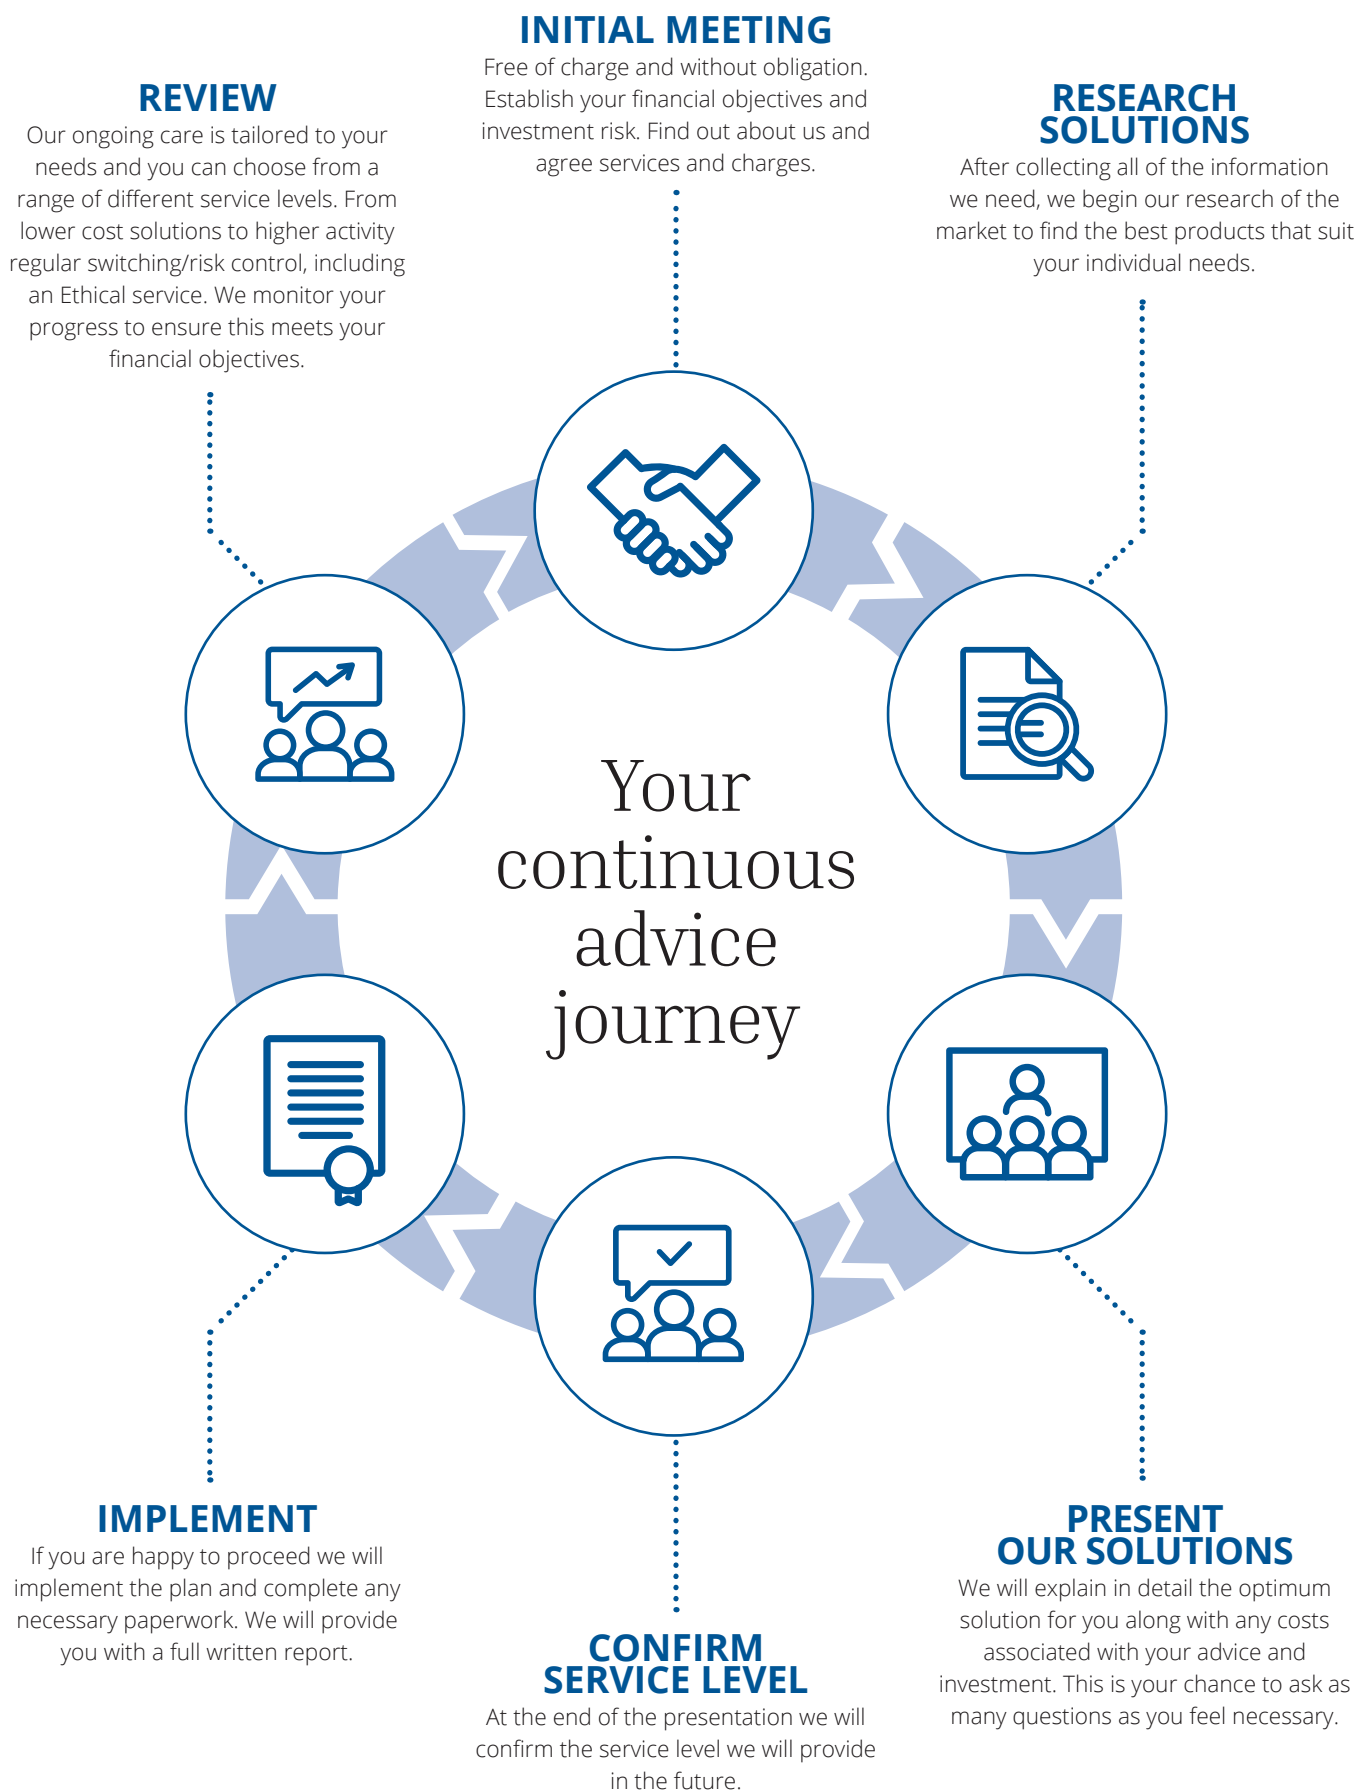 INITIAL MEETING
Free of charge and without obligation.
Establish your financial objectives and
investment risk. Find out about us and
agree services and charges.
RESEARCH
SOLUTIONS
After collecting all of the information
we need, we begin our research of the
market to find the best products that suit
your individual needs.
PRESENT
OUR SOLUTIONS
We will explain in detail the optimum
solution for you along with any costs
associated with your advice and
investment. This is your chance to ask as
many questions as you feel necessary.
CONFIRM
SERVICE LEVEL
At the end of the presentation we will
confirm the service level we will provide
in the future.
IMPLEMENT
If you are happy to proceed we will
implement the plan and complete any
necessary paperwork. We will provide
you with a full written report.
REVIEW
Our ongoing care is tailored to your
needs and you can choose from a
range of different service levels. From
lower cost solutions to higher activity
regular switching/risk control, including
an Ethical service. We monitor your
progress to ensure this meets your
financial objectives.
Your
continuous
advice
journey